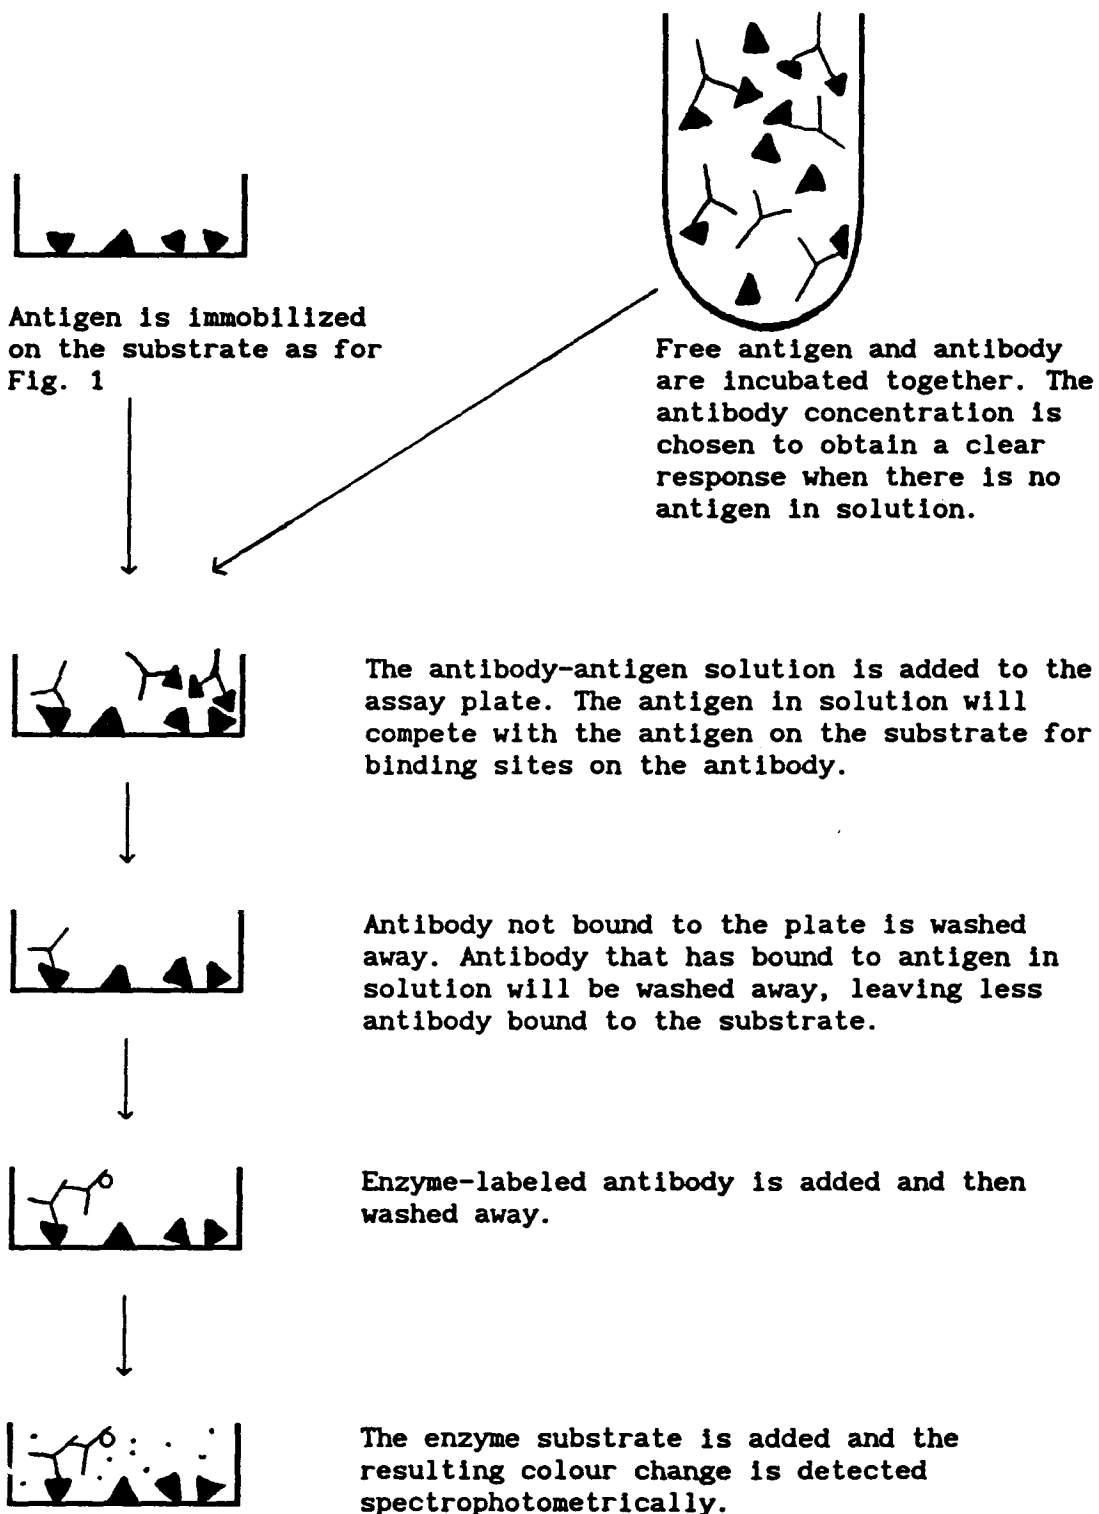 Antigen is immobilized
on the substrate as for
Fig. 1
Free antigen and antibody
are incubated together. The
antibody concentration is
chosen to obtain a clear
response when there is no
antigen in solution.
The antibody-antigen solution is added to the
assay plate. The antigen in solution will
compete with the antigen on the substrate for
binding sites on the antibody.
Antibody not bound to the plate is washed
away. Antibody that has bound to antigen in
solution will be washed away, leaving less
antibody bound to the substrate.
Enzyme-labeled antibody is added and then
washed away.
The enzyme substrate is added and the
resulting colour change is detected
spectrophotometrically.